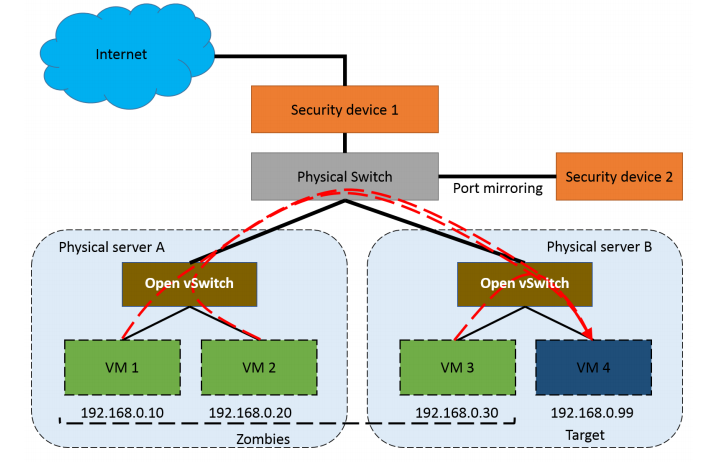 Internet
Security device 1
Physical Switch
Port mirroring
Security device 2
Physical server A
Physical server B
Open vSwitch
Open vSwitch
VM 1
VM 2
VM 3
VM 4
192.168.0.10
192.168.0.20
192.168.0.30
192.168.0.99
Zombies
Target